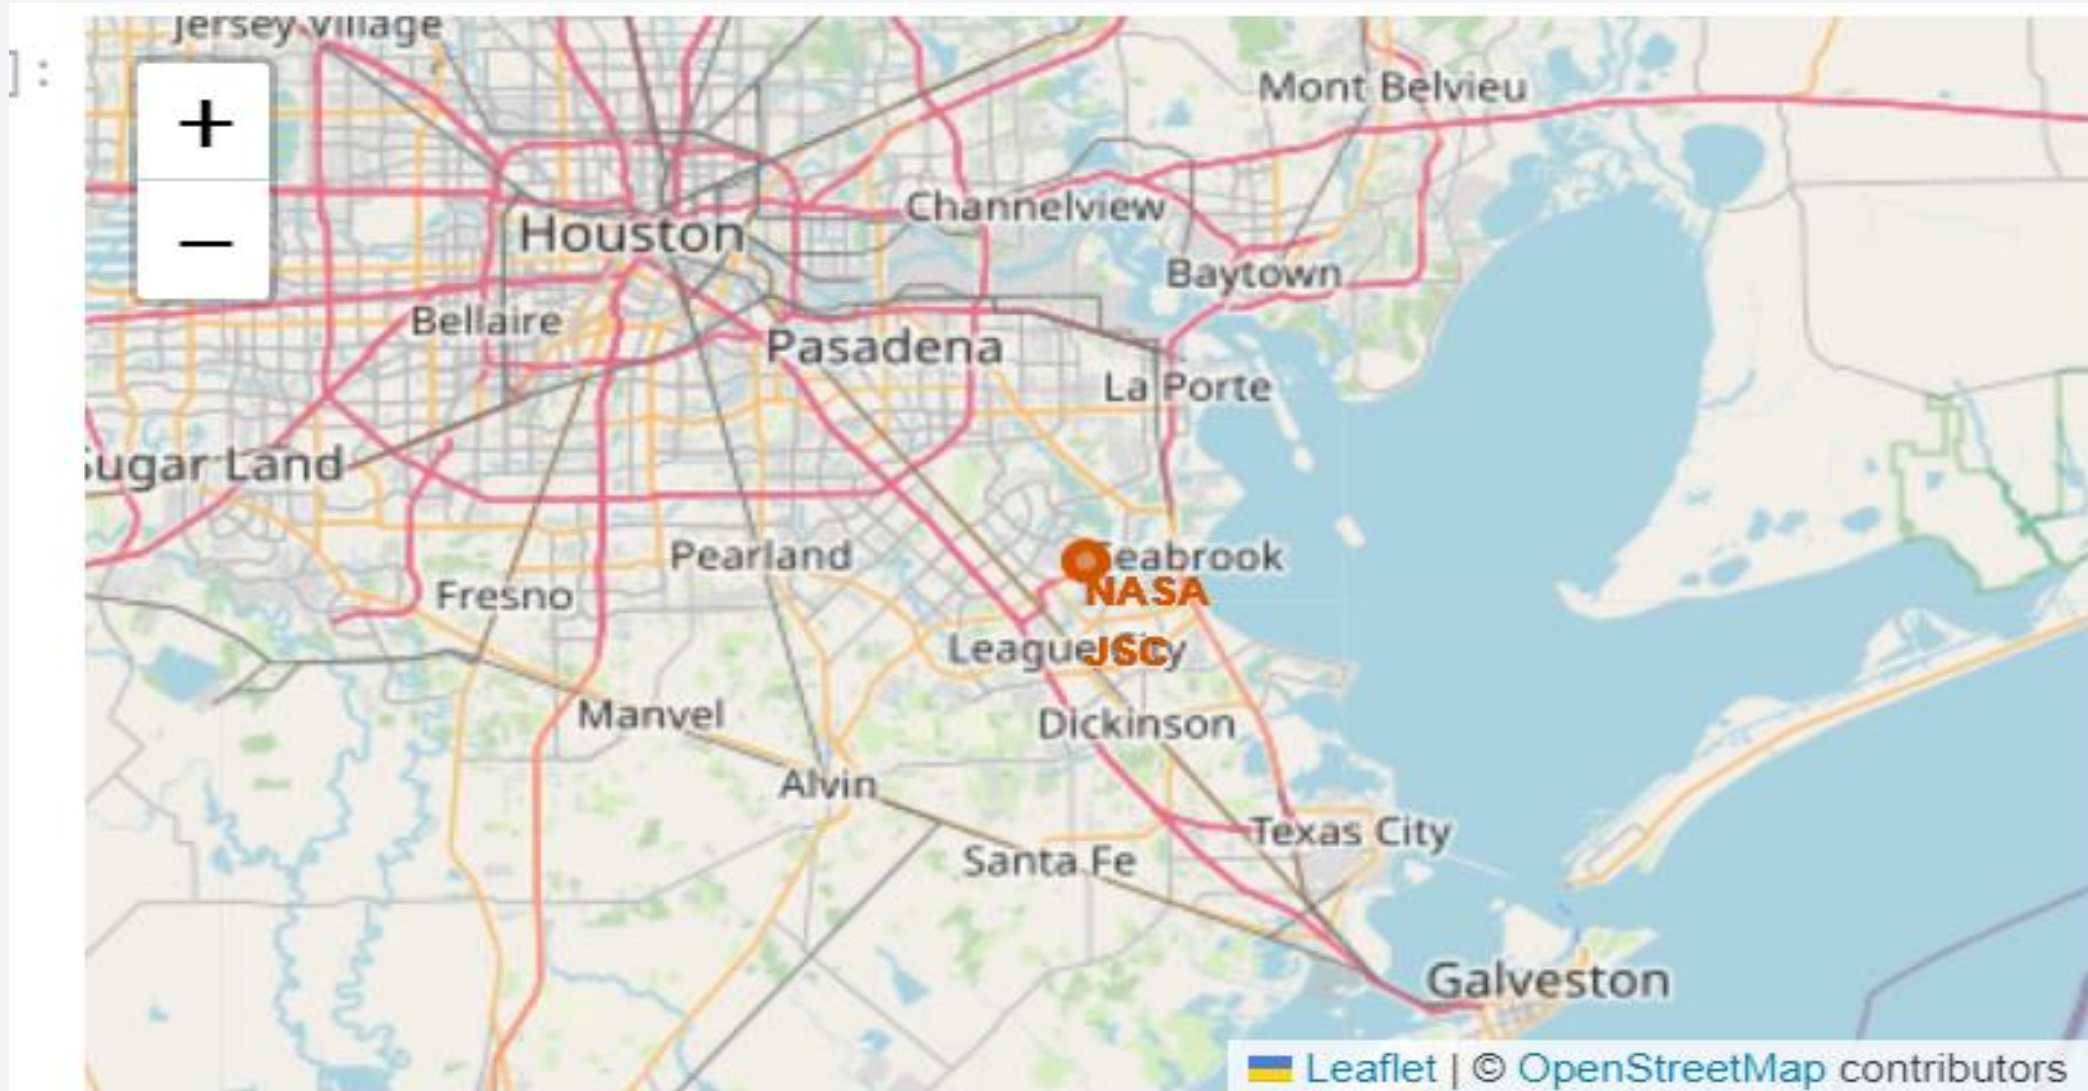 Jersey Village
]:
+
Mont Belvieu
Channelview
Houston
−
Baytown
Bellaire
Pasadena
La Porte
Sugar Land
Pearland
Seabrook
Fresno
NASA
League City
JSC
Manvel
Dickinson
Alvin
Texas City
Santa Fe
Galveston
Leaflet | © OpenStreetMap contributors